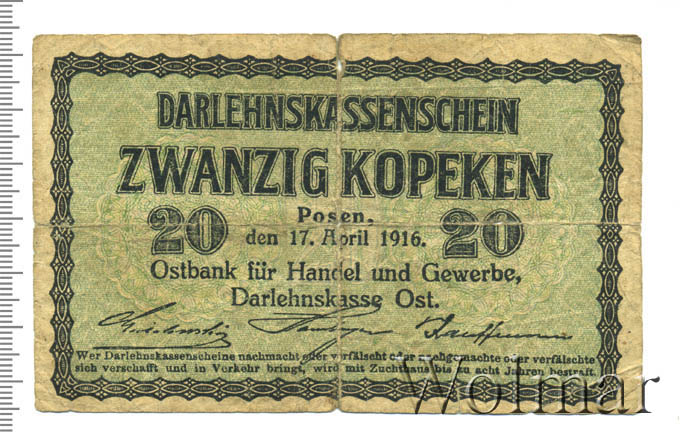 DARLEHNSKASSENSCHEIN
ZWANZIG KOPEKEN
20 Posen, 20
den 17. April 1916.
Ostbank für Handel und Gewerbe,
Darlehnskasse Ost.
Wer Darlehnskassenscheine nachmacht oder verfälscht oder nachgemachte oder verfälschte
sich verschafft und in Verkehr bringt, wird mit Zuchthaus bis zu acht Jahren bestraft.
Wolmar